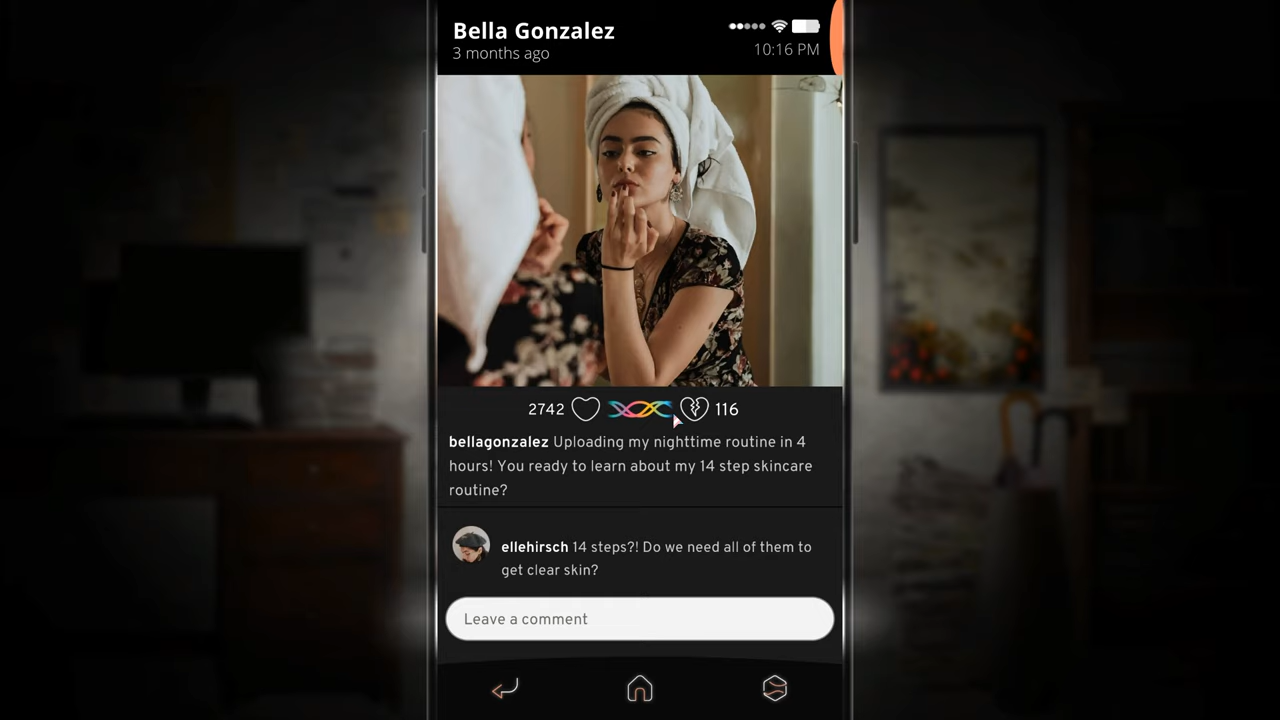 Bella Gonzalez
3 months ago
10:16 PM
2742
116
bellagonzalez Uploading my nighttime routine in 4
hours! You ready to learn about my 14 step skincare
routine?
ellehirsch 14 steps?! Do we need all of them to
get clear skin?
Leave a comment